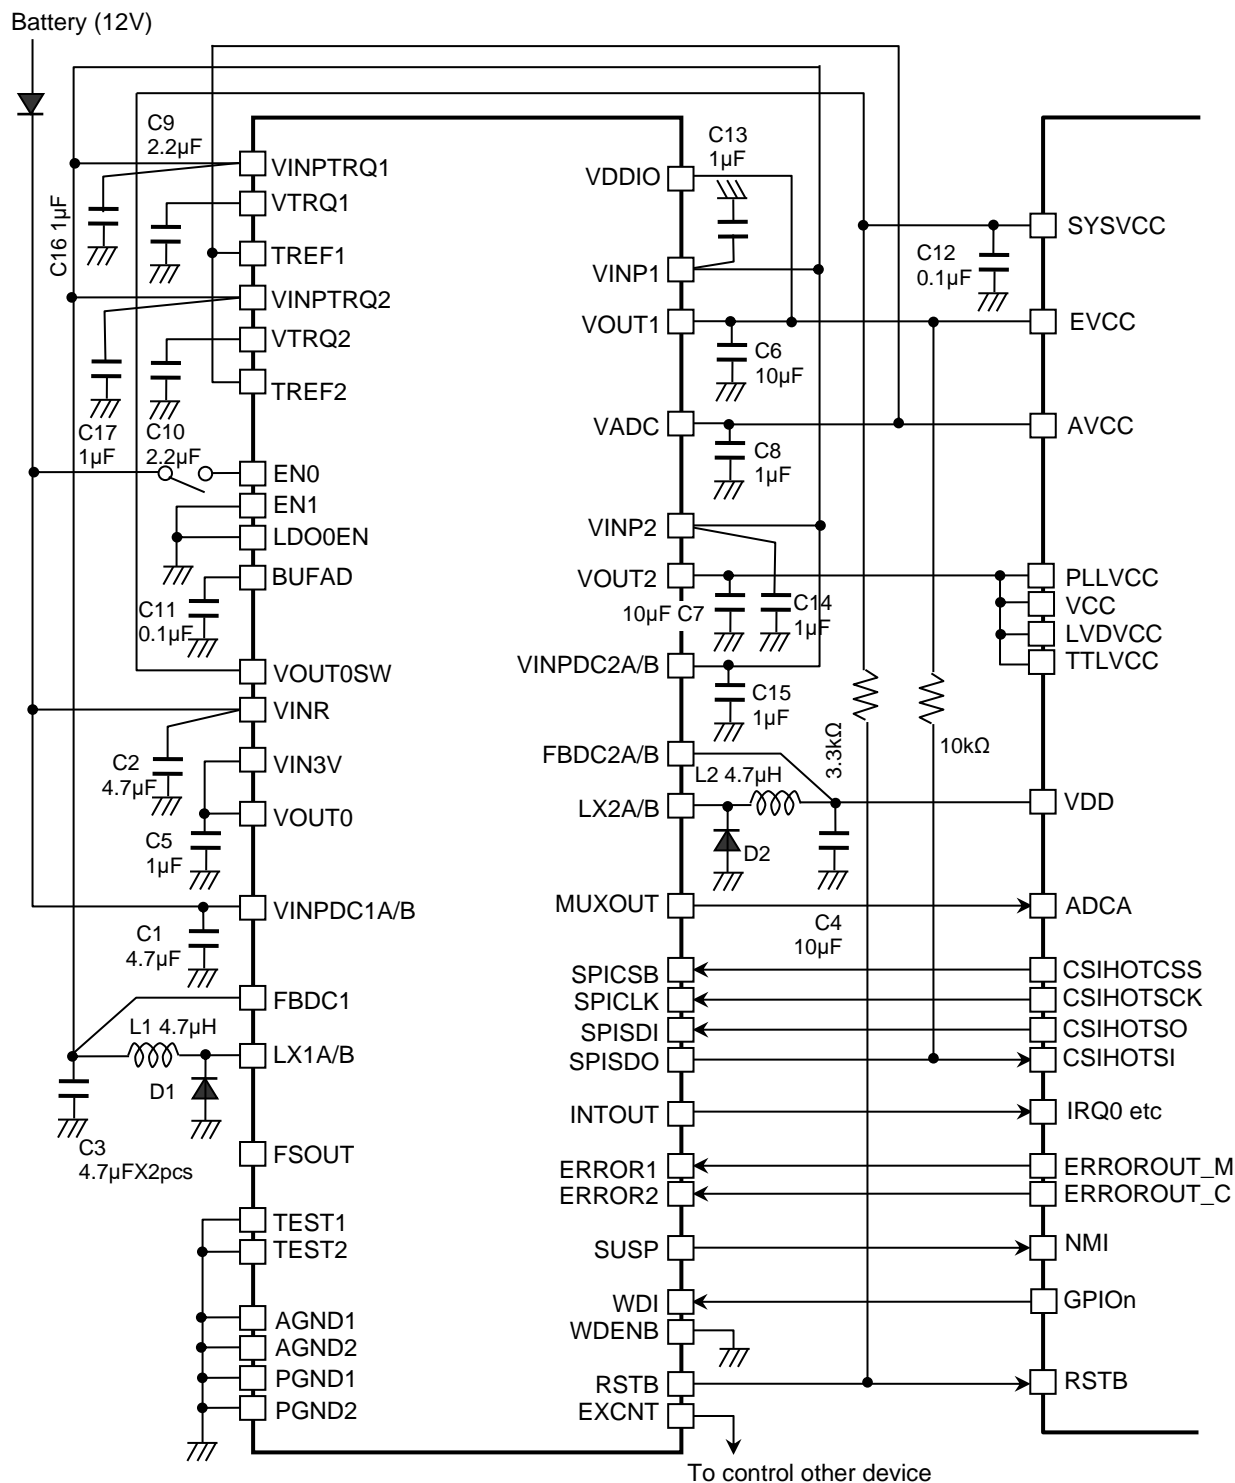 Battery (12V)
C9
2.2µF
C16 1µF
C17
1µF
C10
2.2µF
C11
0.1µF
C2
4.7µF
C5
1µF
C1
4.7µF
L1 4.7µH
D1
C3
4.7µFX2pcs
VINPTRQ1
VTRQ1
TREF1
VINPTRQ2
VTRQ2
TREF2
EN0
EN1
LDO0EN
BUFAD
VOUT0SW
VINR
VIN3V
VOUT0
VINPDC1A/B
FBDC1
LX1A/B
FSOUT
TEST1
TEST2
AGND1
AGND2
PGND1
PGND2
VDDIO
VINP1
VOUT1
VADC
VINP2
VOUT2
VINPDC2A/B
FBDC2A/B
LX2A/B
MUXOUT
SPICSB
SPICLK
SPISDI
SPISDO
INTOUT
ERROR1
ERROR2
SUSP
WDI
WDENB
RSTB
EXCNT
C13
1µF
C12
0.1µF
C6
10µF
C8
1µF
10µF C7
C14
1µF
C15
1µF
3.3kΩ
10kΩ
L2 4.7µH
D2
C4
10µF
SYSVCC
EVCC
AVCC
PLLVCC
VCC
LVDVCC
TTLVCC
VDD
ADCA
CSIHOTCSS
CSIHOTSCK
CSIHOTSO
CSIHOTSI
IRQ0 etc
ERROROUT_M
ERROROUT_C
NMI
GPIOn
RSTB
To control other device